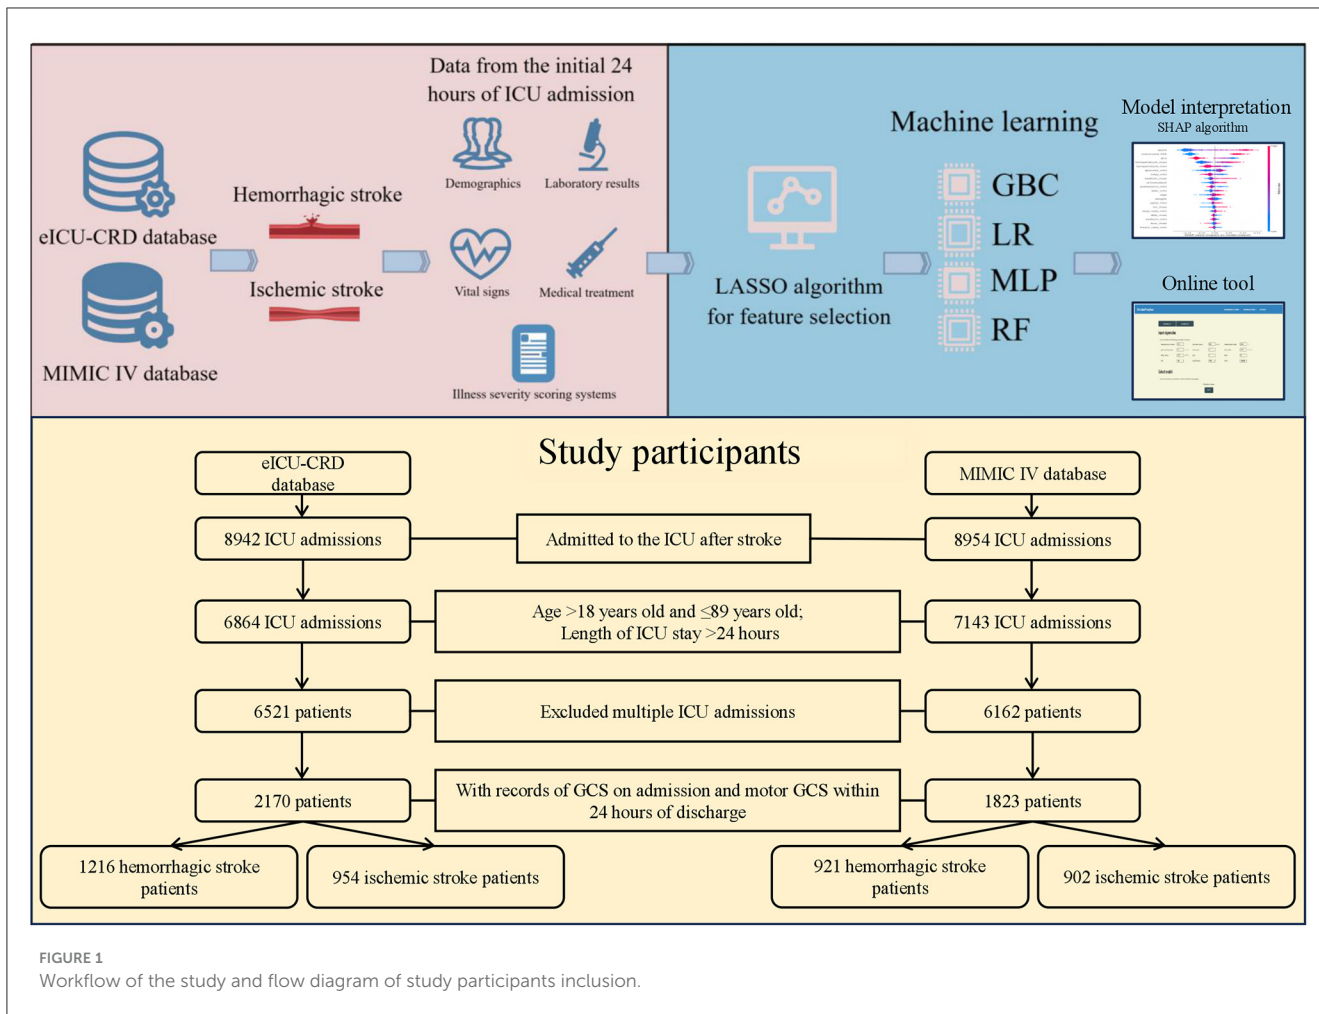 Data from the initial 24
hours of ICU admission
Demographics
Laboratory results
Vital signs
Medical treatment
Illness severity scoring systems
eICU-CRD database
MIMIC IV database
Hemorrhagic stroke
Ischemic stroke
LASSO algorithm
for feature selection
Machine learning
GBC
LR
MLP
RF
Model interpretation
SHAP algorithm
Online tool
Study participants
eICU-CRD
database
MIMIC IV database
8942 ICU admissions
Admitted to the ICU after stroke
8954 ICU admissions
6864 ICU admissions
Age >18 years old and ≤89 years old;
Length of ICU stay >24 hours
7143 ICU admissions
6521 patients
Excluded multiple ICU admissions
6162 patients
2170 patients
With records of GCS on admission and motor GCS within
24 hours of discharge
1823 patients
1216 hemorrhagic stroke
patients
954 ischemic stroke patients
921 hemorrhagic stroke
patients
902 ischemic stroke patients
FIGURE 1
Workflow of the study and flow diagram of study participants inclusion.